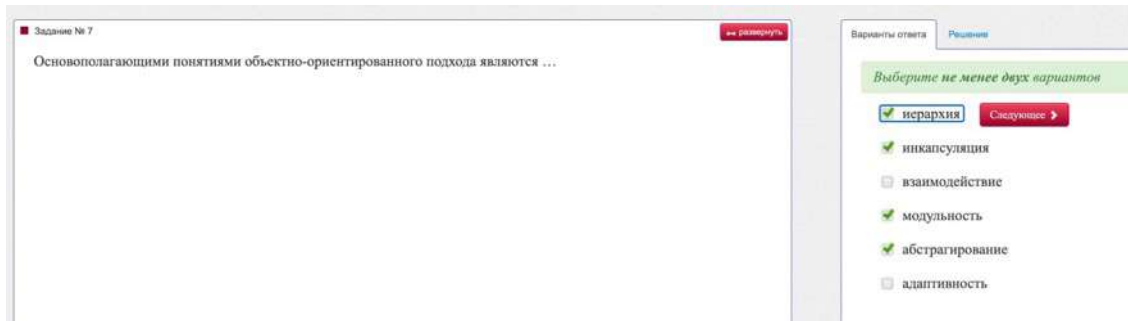 Задание № 7
развернуть
Основополагающими понятиями объектно-ориентированного подхода являются …
Варианты ответа
Решение
Выберите не менее двух вариантов
иерархия
Следующее
инкапсуляция
взаимодействие
модульность
абстрагирование
адаптивность